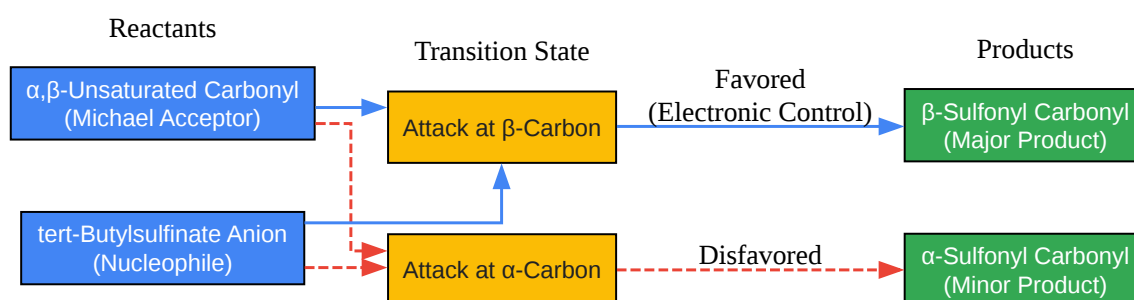 Reactants
Transition State
Products
α,β-Unsaturated Carbonyl
(Michael Acceptor)
Attack at β-Carbon
Favored
(Electronic Control)
β-Sulfonyl Carbonyl
(Major Product)
tert-Butylsulfinate Anion
(Nucleophile)
Attack at α-Carbon
Disfavored
α-Sulfonyl Carbonyl
(Minor Product)